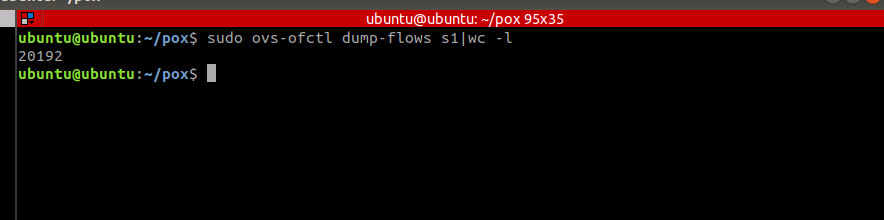 ubuntu@ubuntu: ~/pox 95x35
ubuntu@ubuntu:~/pox$ sudo ovs-ofctl dump-flows s1|wc -l
20192
ubuntu@ubuntu:~/pox$